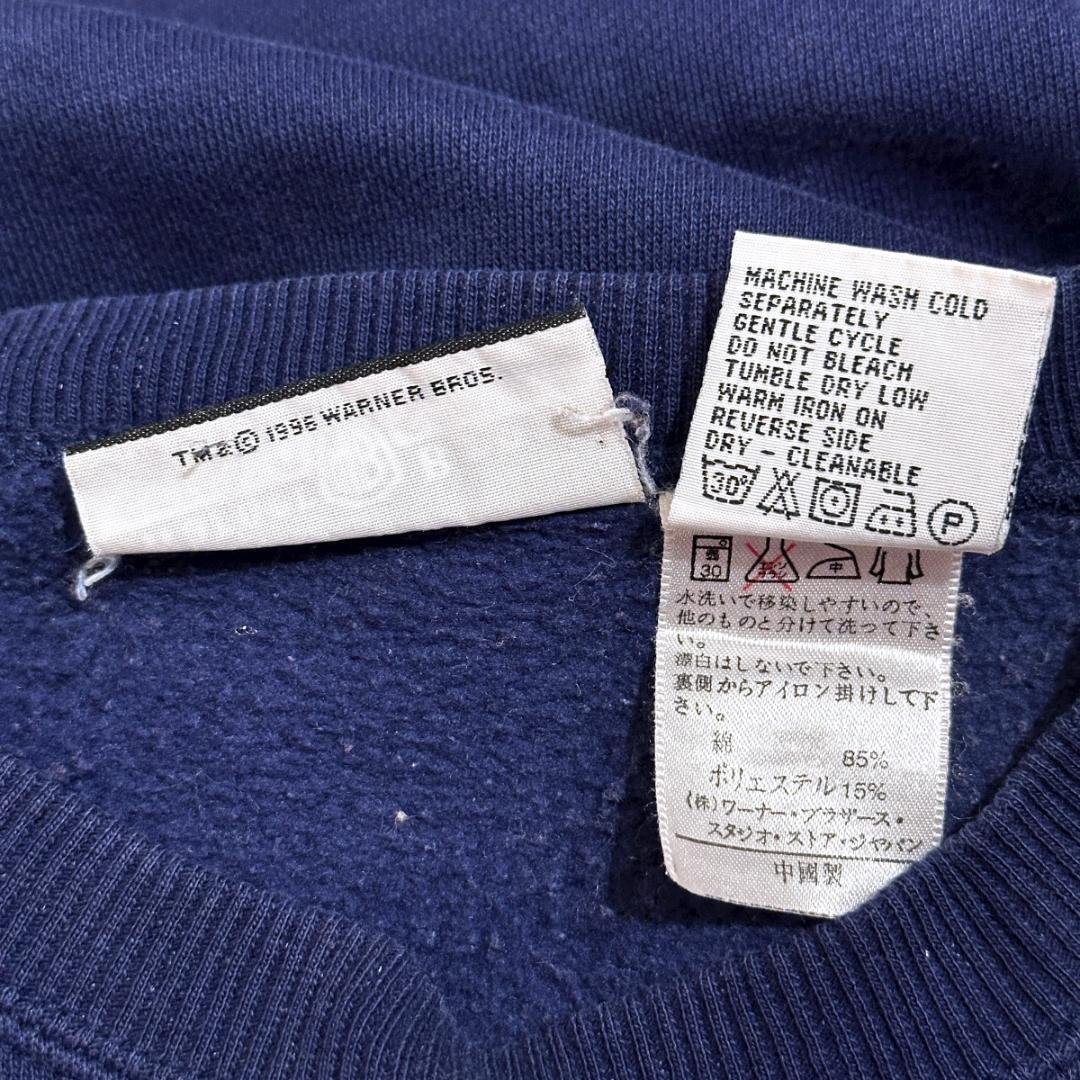 TM & © 1996 WARNER BROS.
MACHINE WASH COLD
SEPARATELY
GENTLE CYCLE
DO NOT BLEACH
TUMBLE DRY LOW
WARM IRON ON
REVERSE SIDE
DRY - CLEANABLE
30°
P
30
中
水洗いで移染しやすいので、
他のものと分けて洗って下さ
い。
漂白はしないで下さい。
裏側からアイロン掛けして下
さい。
綿 85%
ポリエステル 15%
(株)ワーナー・ブラザース・
スタジオ・ストア・ジャパン
中國製